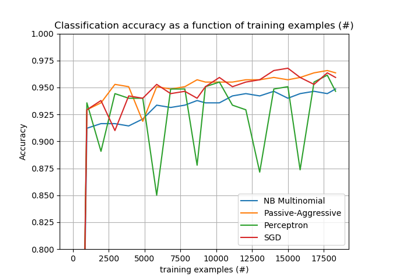 Classification accuracy as a function of training examples (#)
1.000
0.975
0.950
0.925
0.900
0.875
0.850
0.825
0.800
Accuracy
0
2500
5000
7500
10000
12500
15000
17500
training examples (#)
NB Multinomial
Passive-Aggressive
Perceptron
SGD